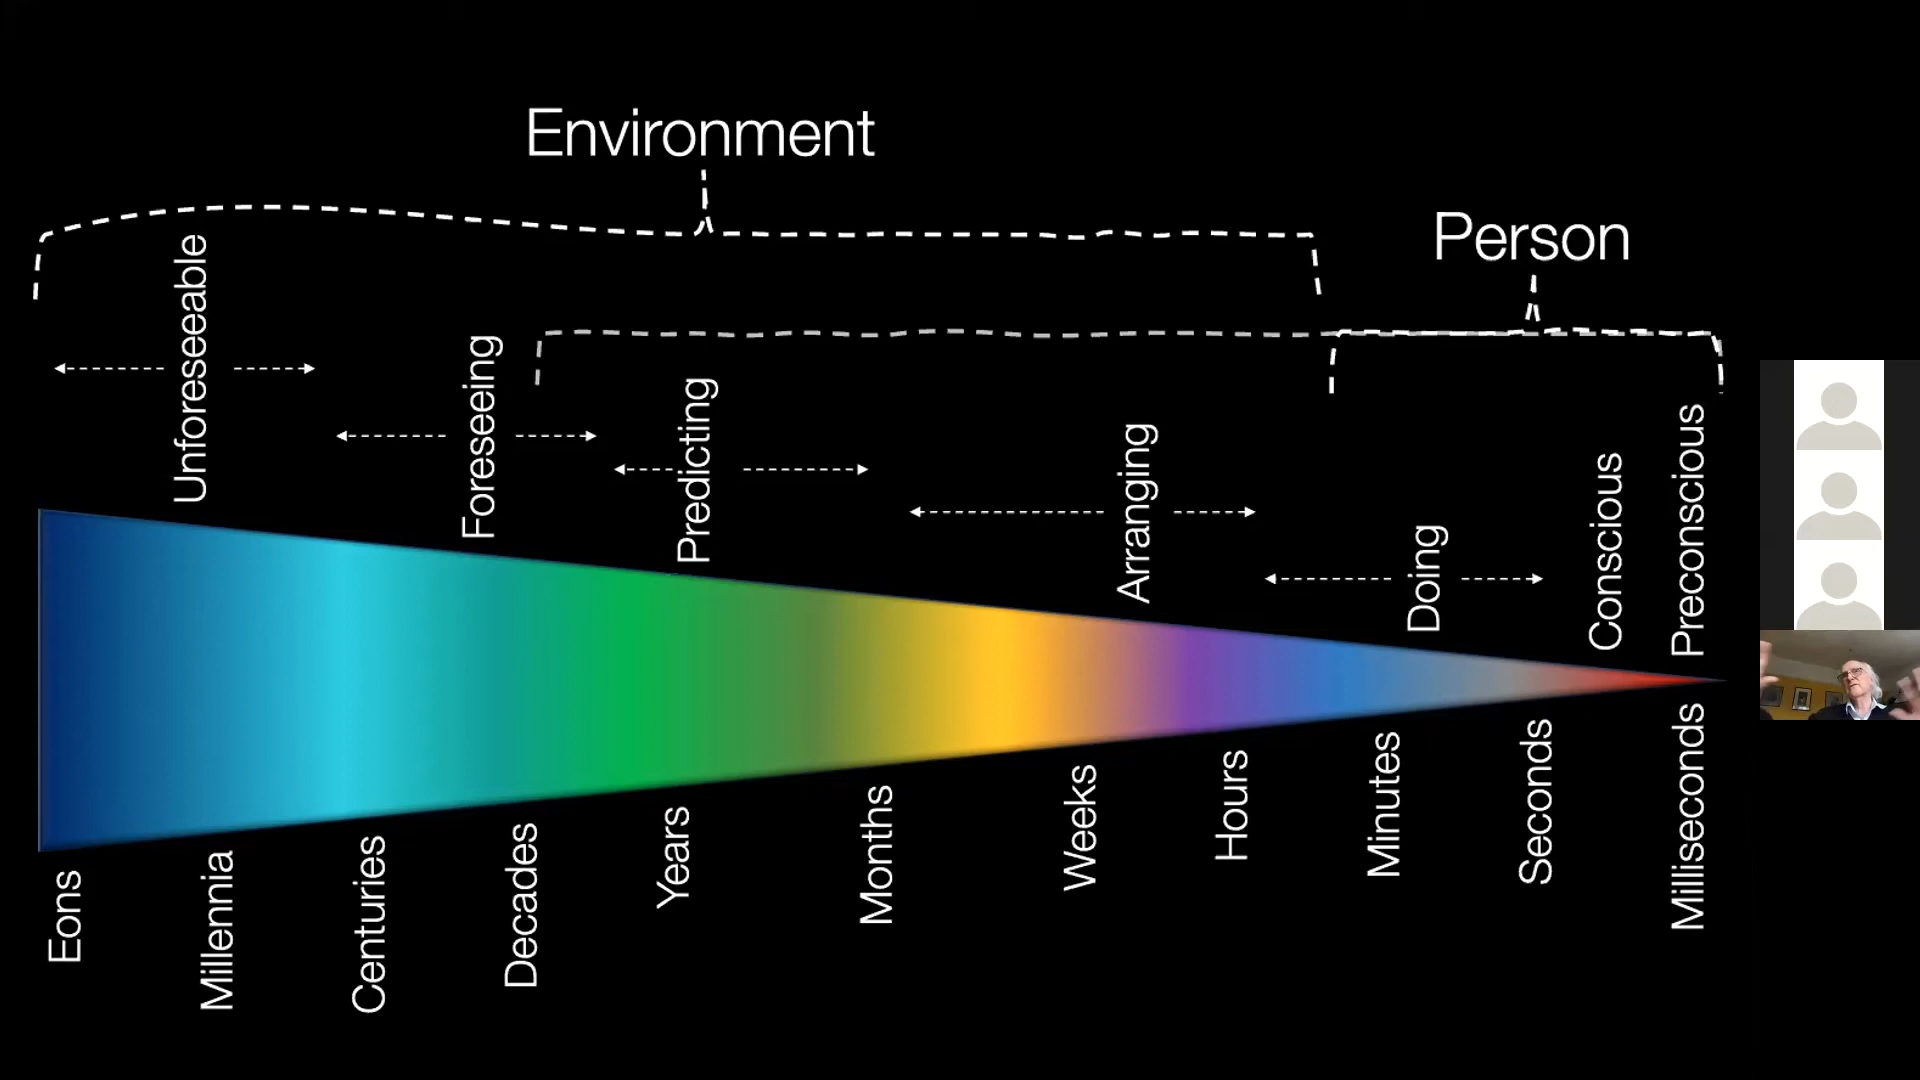 Environment
Person
Unforeseeable
Foreseeing
Predicting
Arranging
Doing
Conscious
Preconscious
Eons
Millennia
Centuries
Decades
Years
Months
Weeks
Hours
Minutes
Seconds
Milliseconds